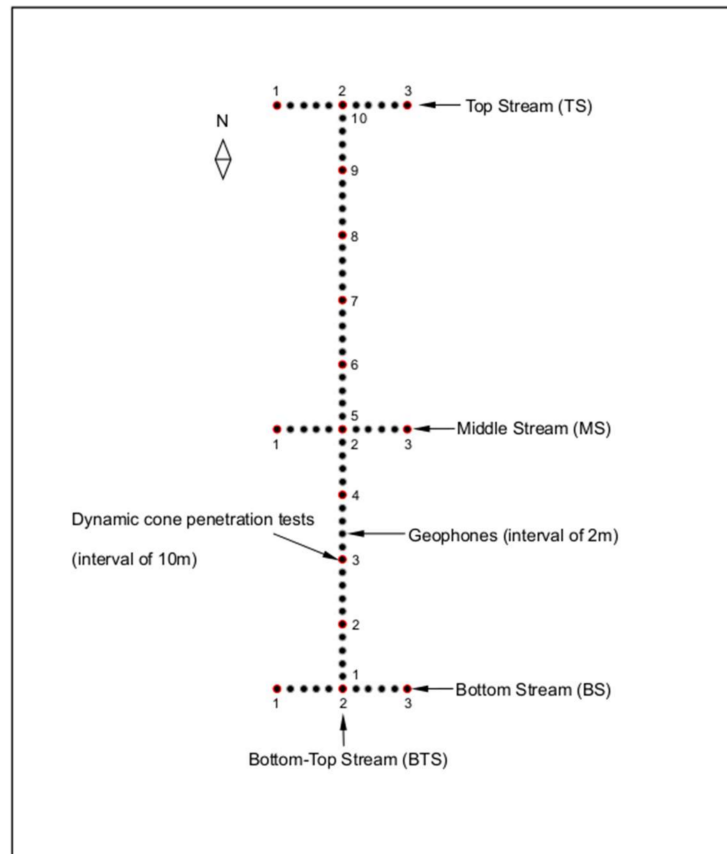 1 2 3
Top Stream (TS)
10
N
9
8
7
6
5
Middle Stream (MS)
1 2 3
4
Dynamic cone penetration tests
(interval of 10m)
Geophones (interval of 2m)
3
2
1
Bottom Stream (BS)
1 2 3
Bottom-Top Stream (BTS)